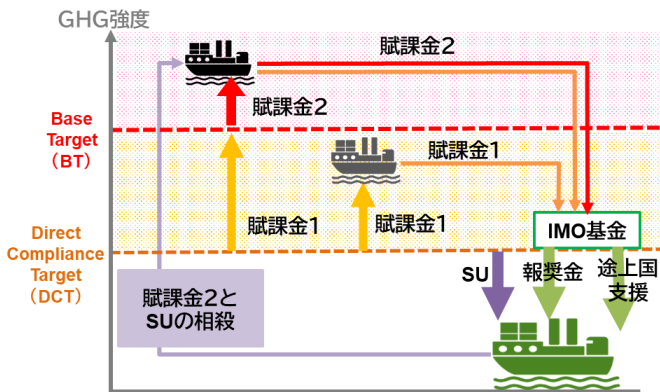 GHG強度
賦課金2
賦課金2
Base
Target
（BT）
賦課金1
賦課金1
賦課金1
Direct
Compliance
Target
（DCT）
IMO基金
SU
報奨金
途上国
支援
賦課金2と
SUの相殺